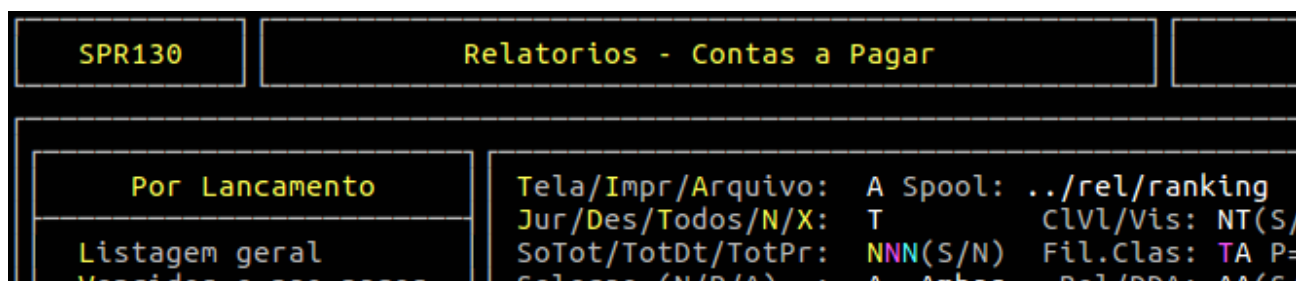 SPR130
Relatorios - Contas a Pagar
Por Lancamento
Listagem geral
Tela/Impr/Arquivo: A Spool: ../rel/ranking
Jur/Des/Todos/N/X: T ClVl/Vis: NT(S/
SoTot/TotDt/TotPr: NNN(S/N) Fil.Clas: TA P=